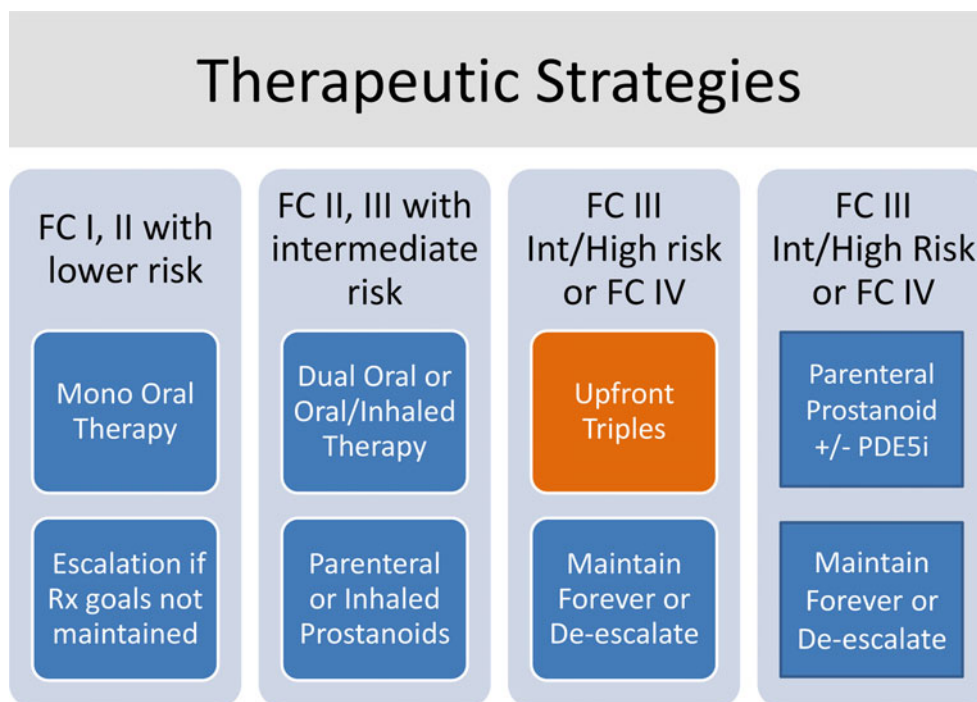 Therapeutic Strategies
FC I, II with
lower risk
Mono Oral
Therapy
Escalation if
Rx goals not
maintained
FC II, III with
intermediate
risk
Dual Oral or
Oral/Inhaled
Therapy
Parenteral
or Inhaled
Prostanoids
FC III
Int/High risk
or FC IV
Upfront
Triples
Maintain
Forever or
De-escalate
FC III
Int/High Risk
or FC IV
Parenteral
Prostanoid
+/- PDE5i
Maintain
Forever or
De-escalate